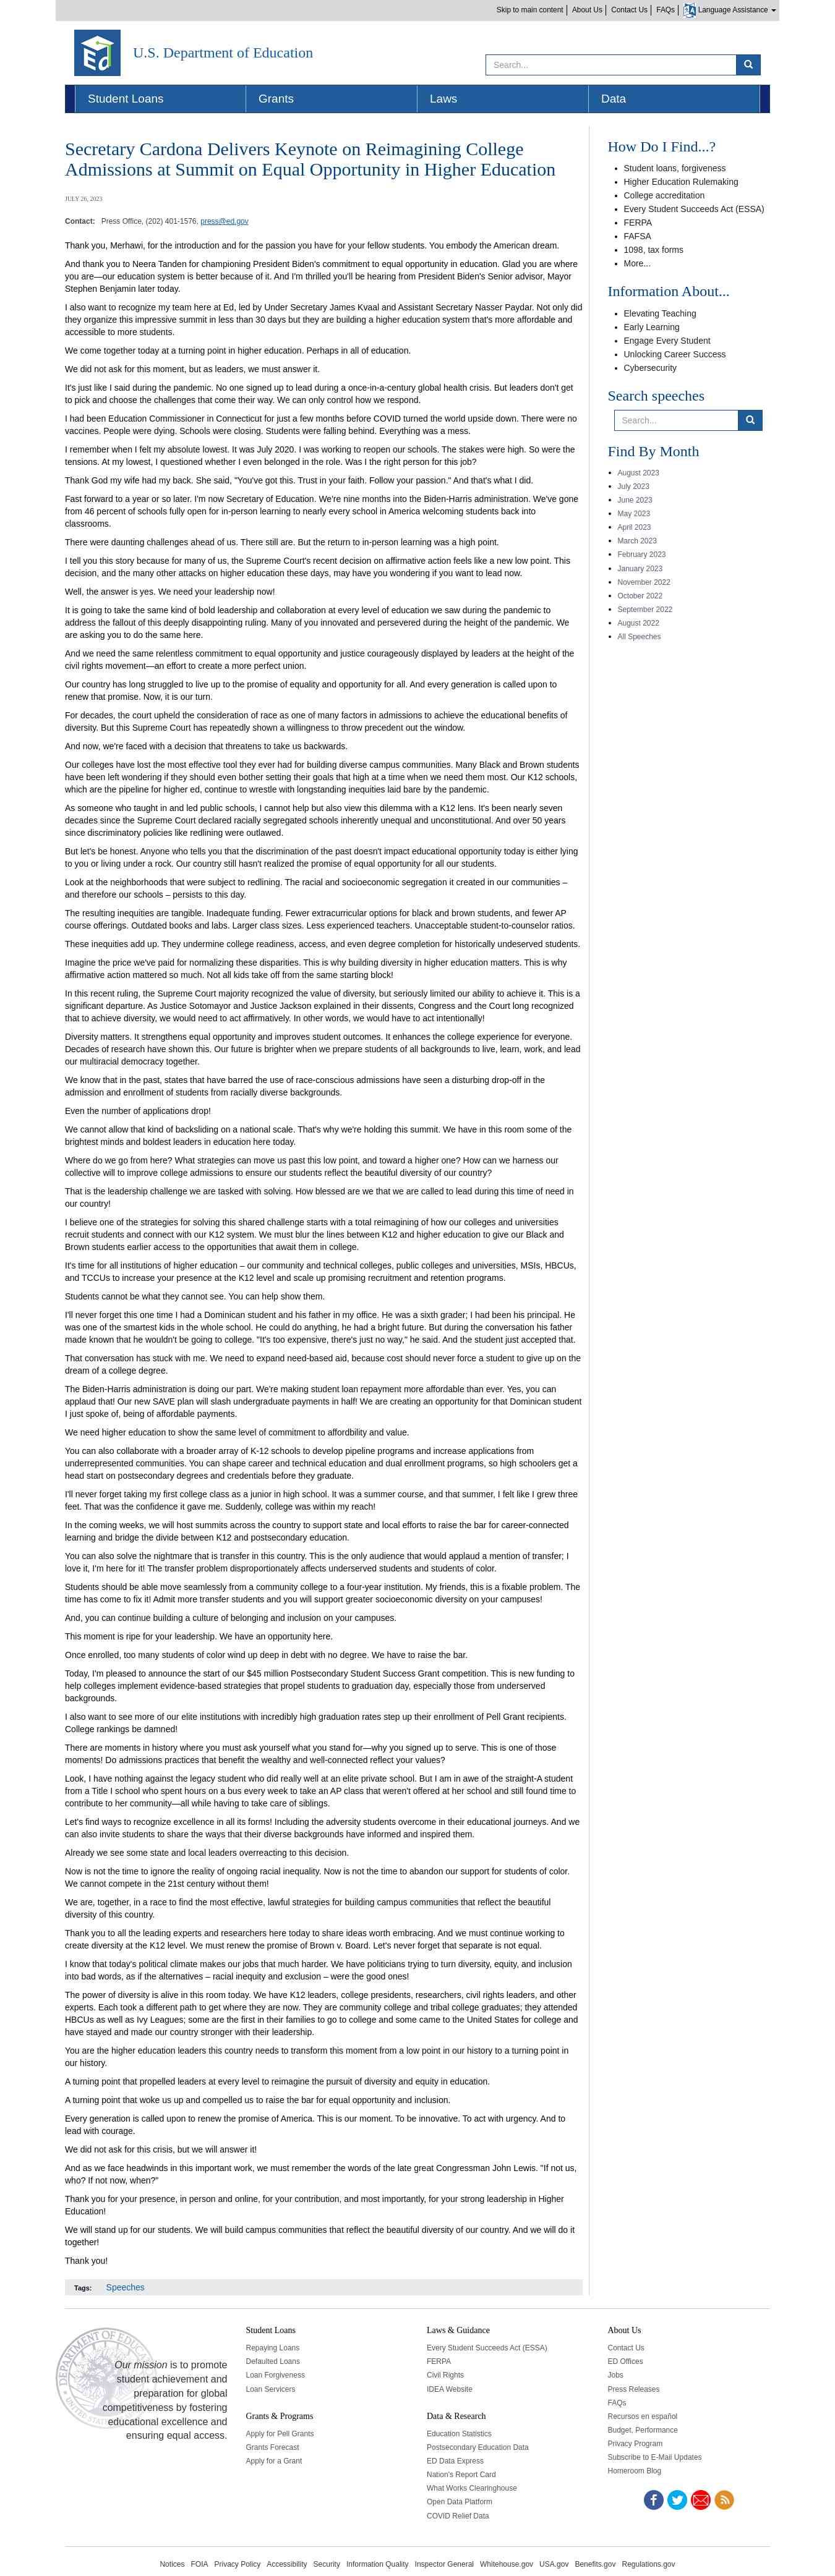 Skip to main content
About Us
Contact Us
FAQs
Language Assistance
Ed
U.S. Department of Education
Search...
Student Loans
Grants
Laws
Data
Secretary Cardona Delivers Keynote on Reimagining College
Admissions at Summit on Equal Opportunity in Higher Education
JULY 26, 2023
Contact: Press Office, (202) 401-1576, press@ed.gov
Thank you, Merhawi, for the introduction and for the passion you have for your fellow students. You embody the American dream.
And thank you to Neera Tanden for championing President Biden's commitment to equal opportunity in education. Glad you are where
you are—our education system is better because of it. And I'm thrilled you'll be hearing from President Biden's Senior advisor, Mayor
Stephen Benjamin later today.
I also want to recognize my team here at Ed, led by Under Secretary James Kvaal and Assistant Secretary Nasser Paydar. Not only did
they organize this impressive summit in less than 30 days but they are building a higher education system that's more affordable and
accessible to more students.
We come together today at a turning point in higher education. Perhaps in all of education.
We did not ask for this moment, but as leaders, we must answer it.
It's just like I said during the pandemic. No one signed up to lead during a once-in-a-century global health crisis. But leaders don't get
to pick and choose the challenges that come their way. We can only control how we respond.
I had been Education Commissioner in Connecticut for just a few months before COVID turned the world upside down. There were no
vaccines. People were dying. Schools were closing. Students were falling behind. Everything was a mess.
I remember when I felt my absolute lowest. It was July 2020. I was working to reopen our schools. The stakes were high. So were the
tensions. At my lowest, I questioned whether I even belonged in the role. Was I the right person for this job?
Thank God my wife had my back. She said, "You've got this. Trust in your faith. Follow your passion." And that's what I did.
Fast forward to a year or so later. I'm now Secretary of Education. We're nine months into the Biden-Harris administration. We've gone
from 46 percent of schools fully open for in-person learning to nearly every school in America welcoming students back into
classrooms.
There were daunting challenges ahead of us. There still are. But the return to in-person learning was a high point.
I tell you this story because for many of us, the Supreme Court's recent decision on affirmative action feels like a new low point. This
decision, and the many other attacks on higher education these days, may have you wondering if you want to lead now.
Well, the answer is yes. We need your leadership now!
It is going to take the same kind of bold leadership and collaboration at every level of education we saw during the pandemic to
address the fallout of this deeply disappointing ruling. Many of you innovated and persevered during the height of the pandemic. We
are asking you to do the same here.
And we need the same relentless commitment to equal opportunity and justice courageously displayed by leaders at the height of the
civil rights movement—an effort to create a more perfect union.
Our country has long struggled to live up to the promise of equality and opportunity for all. And every generation is called upon to
renew that promise. Now, it is our turn.
For decades, the court upheld the consideration of race as one of many factors in admissions to achieve the educational benefits of
diversity. But this Supreme Court has repeatedly shown a willingness to throw precedent out the window.
And now, we're faced with a decision that threatens to take us backwards.
Our colleges have lost the most effective tool they ever had for building diverse campus communities. Many Black and Brown students
have been left wondering if they should even bother setting their goals that high at a time when we need them most. Our K12 schools,
which are the pipeline for higher ed, continue to wrestle with longstanding inequities laid bare by the pandemic.
As someone who taught in and led public schools, I cannot help but also view this dilemma with a K12 lens. It's been nearly seven
decades since the Supreme Court declared racially segregated schools inherently unequal and unconstitutional. And over 50 years
since discriminatory policies like redlining were outlawed.
But let's be honest. Anyone who tells you that the discrimination of the past doesn't impact educational opportunity today is either lying
to you or living under a rock. Our country still hasn't realized the promise of equal opportunity for all our students.
Look at the neighborhoods that were subject to redlining. The racial and socioeconomic segregation it created in our communities –
and therefore our schools – persists to this day.
The resulting inequities are tangible. Inadequate funding. Fewer extracurricular options for black and brown students, and fewer AP
course offerings. Outdated books and labs. Larger class sizes. Less experienced teachers. Unacceptable student-to-counselor ratios.
These inequities add up. They undermine college readiness, access, and even degree completion for historically underserved students.
Imagine the price we've paid for normalizing these disparities. This is why building diversity in higher education matters. This is why
affirmative action mattered so much. Not all kids take off from the same starting block!
In this recent ruling, the Supreme Court majority recognized the value of diversity, but seriously limited our ability to achieve it. This is a
significant departure. As Justice Sotomayor and Justice Jackson explained in their dissents, Congress and the Court long recognized
that to achieve diversity, we would need to act affirmatively. In other words, we would have to act intentionally!
Diversity matters. It strengthens equal opportunity and improves student outcomes. It enhances the college experience for everyone.
Decades of research have shown this. Our future is brighter when we prepare students of all backgrounds to live, learn, work, and lead
our multiracial democracy together.
We know that in the past, states that have barred the use of race-conscious admissions have seen a disturbing drop-off in the
admission and enrollment of students from racially diverse backgrounds.
Even the number of applications drop!
We cannot allow that kind of backsliding on a national scale. That's why we're holding this summit. We have in this room some of the
brightest minds and boldest leaders in education here today.
Where do we go from here? What strategies can move us past this low point, and toward a higher one? How can we harness our
collective will to improve college admissions to ensure our students reflect the beautiful diversity of our country?
That is the leadership challenge we are tasked with solving. How blessed are we that we are called to lead during this time of need in
our country!
I believe one of the strategies for solving this shared challenge starts with a total reimagining of how our colleges and universities
recruit students and connect with our K12 system. We must blur the lines between K12 and higher education to give our Black and
Brown students earlier access to the opportunities that await them in college.
It's time for all institutions of higher education – our community and technical colleges, public colleges and universities, MSIs, HBCUs,
and TCCUs to increase your presence at the K12 level and scale up promising recruitment and retention programs.
Students cannot be what they cannot see. You can help show them.
I'll never forget this one time I had a Dominican student and his father in my office. He was a sixth grader; I had been his principal. He
was one of the smartest kids in the whole school. He could do anything, he had a bright future. But during the conversation his father
made known that he wouldn't be going to college. "It's too expensive, there's just no way," he said. And the student just accepted that.
That conversation has stuck with me. We need to expand need-based aid, because cost should never force a student to give up on the
dream of a college degree.
The Biden-Harris administration is doing our part. We're making student loan repayment more affordable than ever. Yes, you can
applaud that! Our new SAVE plan will slash undergraduate payments in half! We are creating an opportunity for that Dominican student
I just spoke of, being of affordable payments.
We need higher education to show the same level of commitment to affordbility and value.
You can also collaborate with a broader array of K-12 schools to develop pipeline programs and increase applications from
underrepresented communities. You can shape career and technical education and dual enrollment programs, so high schoolers get a
head start on postsecondary degrees and credentials before they graduate.
I'll never forget taking my first college class as a junior in high school. It was a summer course, and that summer, I felt like I grew three
feet. That was the confidence it gave me. Suddenly, college was within my reach!
In the coming weeks, we will host summits across the country to support state and local efforts to raise the bar for career-connected
learning and bridge the divide between K12 and postsecondary education.
You can also solve the nightmare that is transfer in this country. This is the only audience that would applaud a mention of transfer; I
love it, I'm here for it! The transfer problem disproportionately affects underserved students and students of color.
Students should be able move seamlessly from a community college to a four-year institution. My friends, this is a fixable problem. The
time has come to fix it! Admit more transfer students and you will support greater socioeconomic diversity on your campuses!
And, you can continue building a culture of belonging and inclusion on your campuses.
This moment is ripe for your leadership. We have an opportunity here.
Once enrolled, too many students of color wind up deep in debt with no degree. We have to raise the bar.
Today, I'm pleased to announce the start of our $45 million Postsecondary Student Success Grant competition. This is new funding to
help colleges implement evidence-based strategies that propel students to graduation day, especially those from underserved
backgrounds.
I also want to see more of our elite institutions with incredibly high graduation rates step up their enrollment of Pell Grant recipients.
College rankings be damned!
There are moments in history where you must ask yourself what you stand for—why you signed up to serve. This is one of those
moments! Do admissions practices that benefit the wealthy and well-connected reflect your values?
Look, I have nothing against the legacy student who did really well at an elite private school. But I am in awe of the straight-A student
from a Title I school who spent hours on a bus every week to take an AP class that weren't offered at her school and still found time to
contribute to her community—all while having to take care of siblings.
Let's find ways to recognize excellence in all its forms! Including the adversity students overcome in their educational journeys. And we
can also invite students to share the ways that their diverse backgrounds have informed and inspired them.
Already we see some state and local leaders overreacting to this decision.
Now is not the time to ignore the reality of ongoing racial inequality. Now is not the time to abandon our support for students of color.
We cannot compete in the 21st century without them!
We are, together, in a race to find the most effective, lawful strategies for building campus communities that reflect the beautiful
diversity of this country.
Thank you to all the leading experts and researchers here today to share ideas worth embracing. And we must continue working to
create diversity at the K12 level. We must renew the promise of Brown v. Board. Let's never forget that separate is not equal.
I know that today's political climate makes our jobs that much harder. We have politicians trying to turn diversity, equity, and inclusion
into bad words, as if the alternatives – racial inequity and exclusion – were the good ones!
The power of diversity is alive in this room today. We have K12 leaders, college presidents, researchers, civil rights leaders, and other
experts. Each took a different path to get where they are now. They are community college and tribal college graduates; they attended
HBCUs as well as Ivy Leagues; some are the first in their families to go to college and some came to the United States for college and
have stayed and made our country stronger with their leadership.
You are the higher education leaders this country needs to transform this moment from a low point in our history to a turning point in
our history.
A turning point that propelled leaders at every level to reimagine the pursuit of diversity and equity in education.
A turning point that woke us up and compelled us to raise the bar for equal opportunity and inclusion.
Every generation is called upon to renew the promise of America. This is our moment. To be innovative. To act with urgency. And to
lead with courage.
We did not ask for this crisis, but we will answer it!
And as we face headwinds in this important work, we must remember the words of the late great Congressman John Lewis. "If not us,
who? If not now, when?"
Thank you for your presence, in person and online, for your contribution, and most importantly, for your strong leadership in Higher
Education!
We will stand up for our students. We will build campus communities that reflect the beautiful diversity of our country. And we will do it
together!
Thank you!
Tags: Speeches
How Do I Find...?
Student loans, forgiveness
Higher Education Rulemaking
College accreditation
Every Student Succeeds Act (ESSA)
FERPA
FAFSA
1098, tax forms
More...
Information About...
Elevating Teaching
Early Learning
Engage Every Student
Unlocking Career Success
Cybersecurity
Search speeches
Search...
Find By Month
August 2023
July 2023
June 2023
May 2023
April 2023
March 2023
February 2023
January 2023
November 2022
October 2022
September 2022
August 2022
All Speeches
Our mission is to promote
student achievement and
preparation for global
competitiveness by fostering
educational excellence and
ensuring equal access.
Student Loans
Repaying Loans
Defaulted Loans
Loan Forgiveness
Loan Servicers
Grants & Programs
Apply for Pell Grants
Grants Forecast
Apply for a Grant
Laws & Guidance
Every Student Succeeds Act (ESSA)
FERPA
Civil Rights
IDEA Website
Data & Research
Education Statistics
Postsecondary Education Data
ED Data Express
Nation's Report Card
What Works Clearinghouse
Open Data Platform
COVID Relief Data
About Us
Contact Us
ED Offices
Jobs
Press Releases
FAQs
Recursos en español
Budget, Performance
Privacy Program
Subscribe to E-Mail Updates
Homeroom Blog
Notices FOIA Privacy Policy Accessibility Security Information Quality Inspector General Whitehouse.gov USA.gov Benefits.gov Regulations.gov